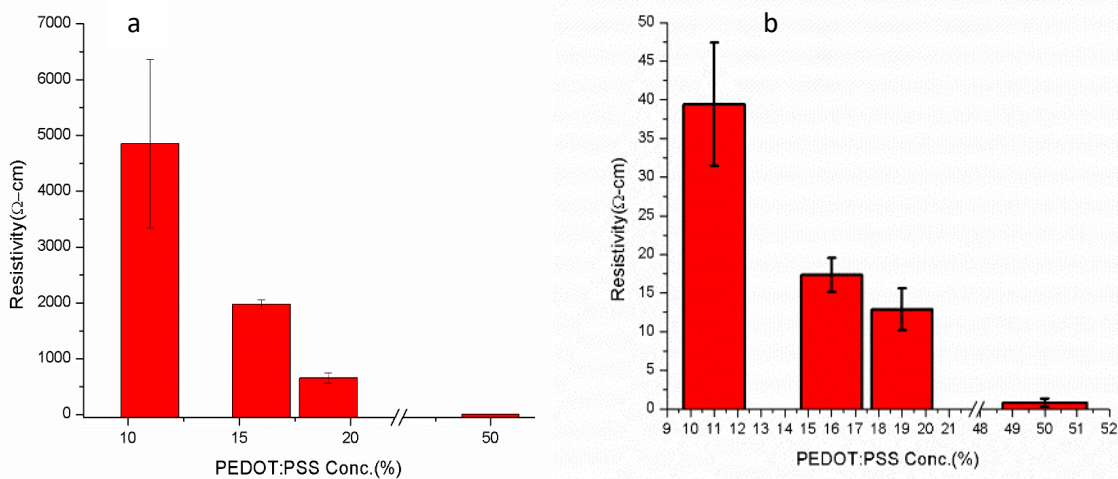 a
7000
6000
5000
4000
3000
2000
1000
0
Resistivity(Ω–cm)
10 15 20 50
PEDOT:PSS Conc.(%)
b
50
45
40
35
30
25
20
15
10
5
0
Resistivity(Ω-cm)
9 10 11 12 13 14 15 16 17 18 19 20 21 48 49 50 51 52
PEDOT:PSS Conc.(%)